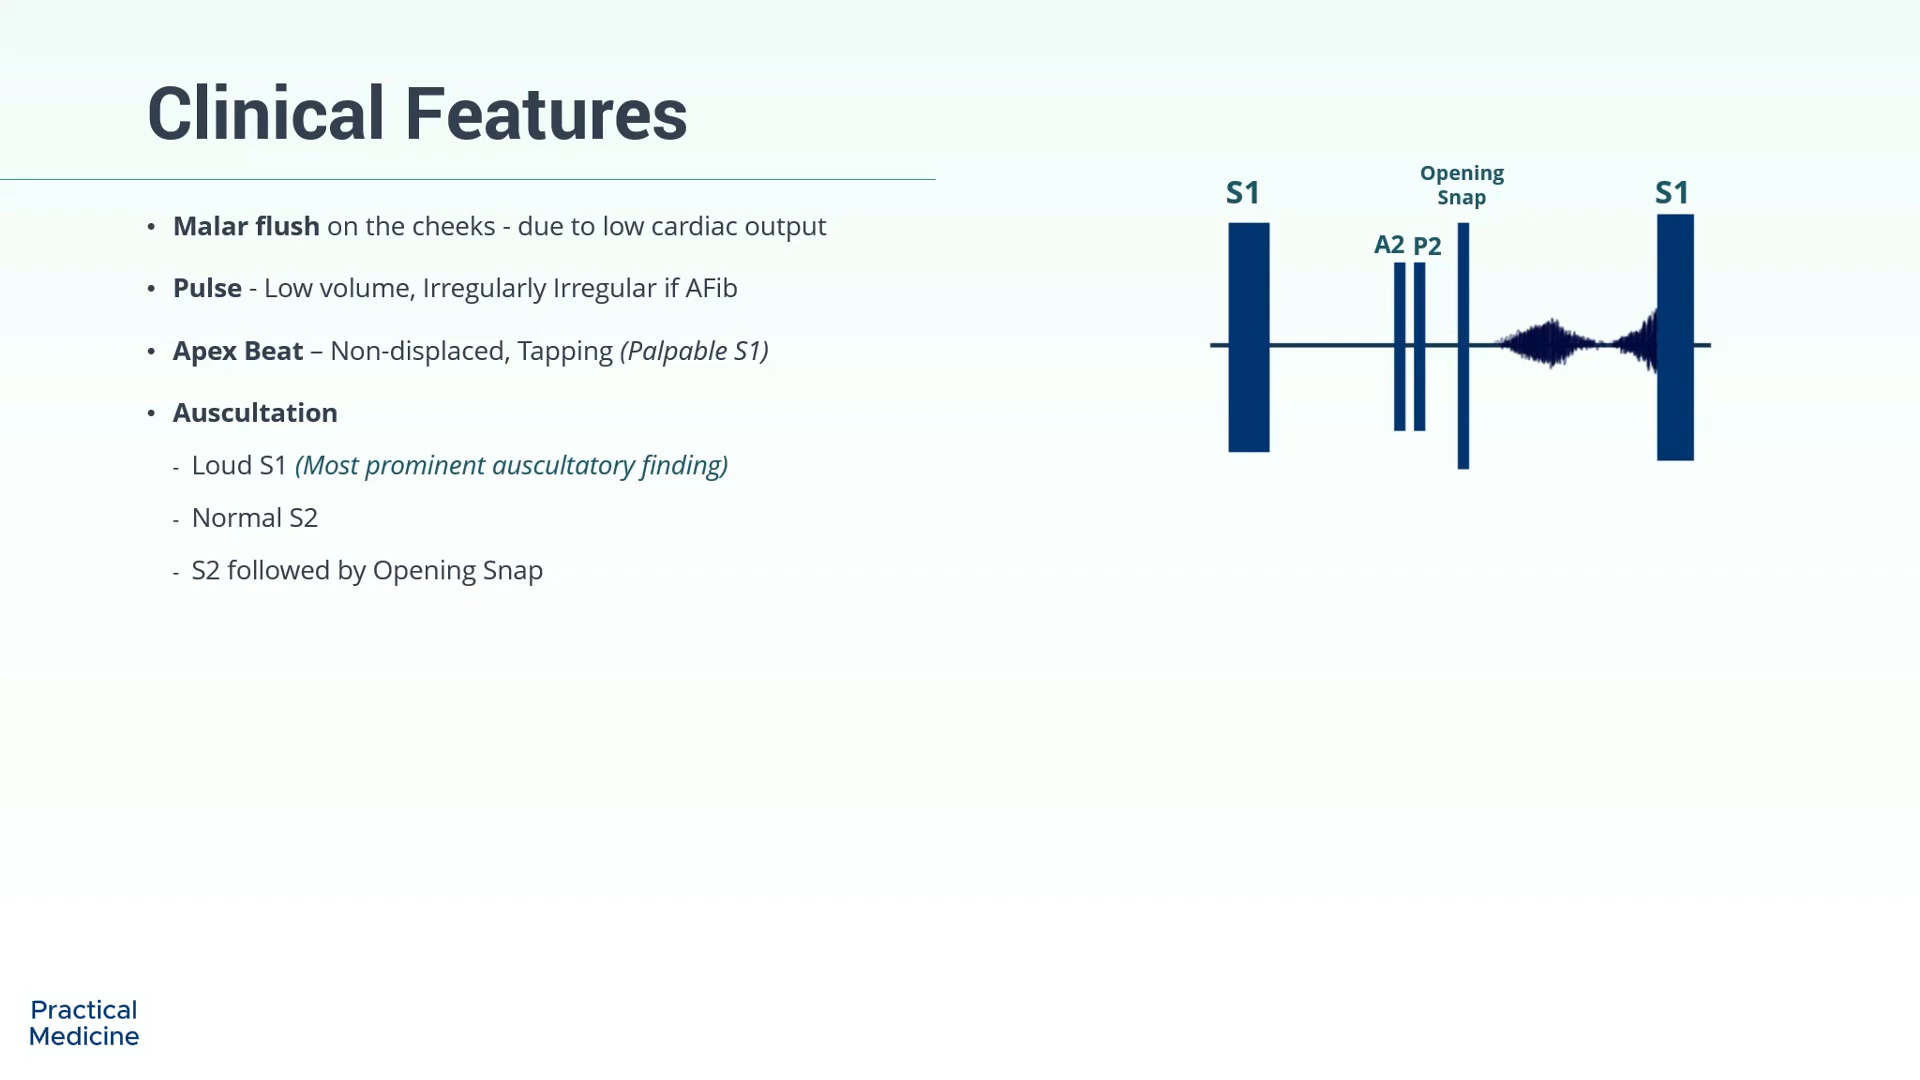 Clinical Features
• Malar flush on the cheeks - due to low cardiac output
• Pulse - Low volume, Irregularly Irregular if AFib
• Apex Beat – Non-displaced, Tapping (Palpable S1)
• Auscultation
- Loud S1 (Most prominent auscultatory finding)
- Normal S2
- S2 followed by Opening Snap
S1
Opening
Snap
S1
A2 P2
Practical
Medicine